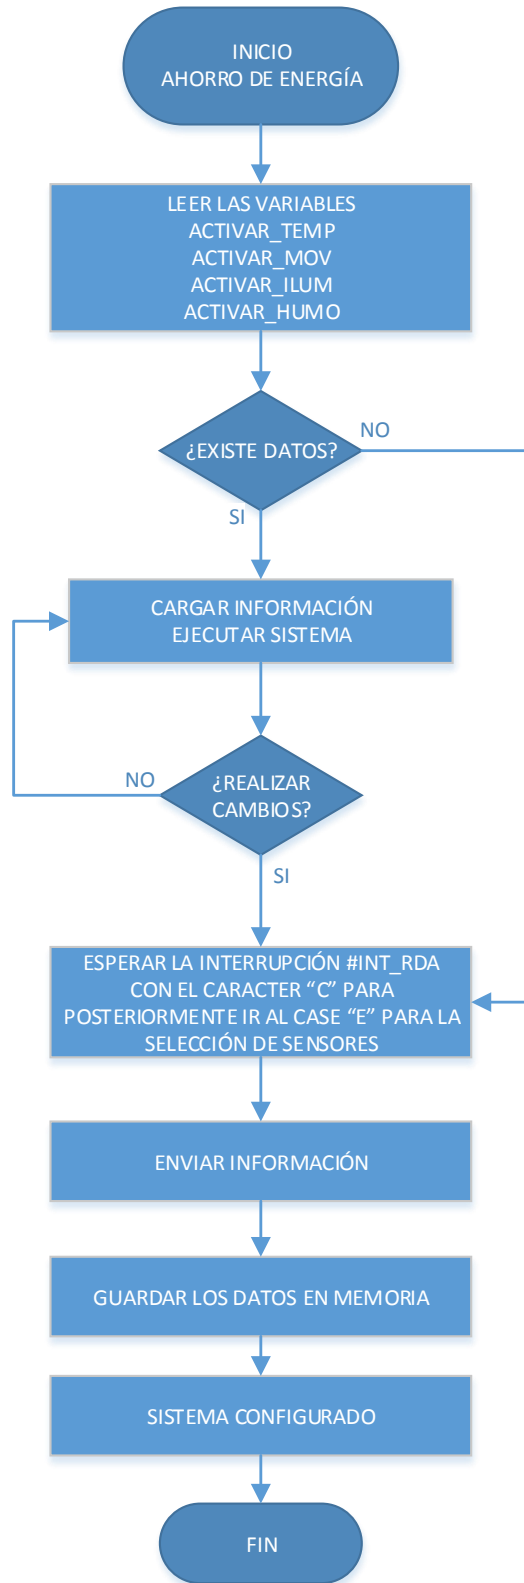 INICIO
AHORRO DE ENERGÍA
LEER LAS VARIABLES
ACTIVAR_TEMP
ACTIVAR_MOV
ACTIVAR_ILUM
ACTIVAR_HUMO
¿EXISTE DATOS?
NO
SI
CARGAR INFORMACIÓN
EJECUTAR SISTEMA
¿REALIZAR
CAMBIOS?
NO
SI
ESPERAR LA INTERRUPCIÓN #INT_RDA
CON EL CARACTER “C” PARA
POSTERIORMENTE IR AL CASE “E” PARA LA
SELECCIÓN DE SENSORES
ENVIAR INFORMACIÓN
GUARDAR LOS DATOS EN MEMORIA
SISTEMA CONFIGURADO
FIN